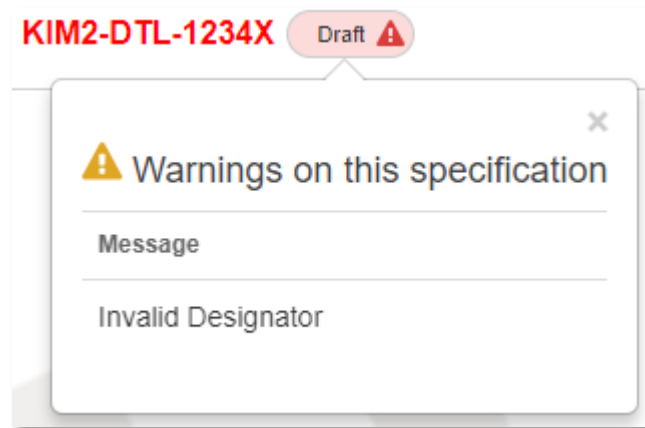 KIM2-DTL-1234X Draft
Warnings on this specification
Message
Invalid Designator